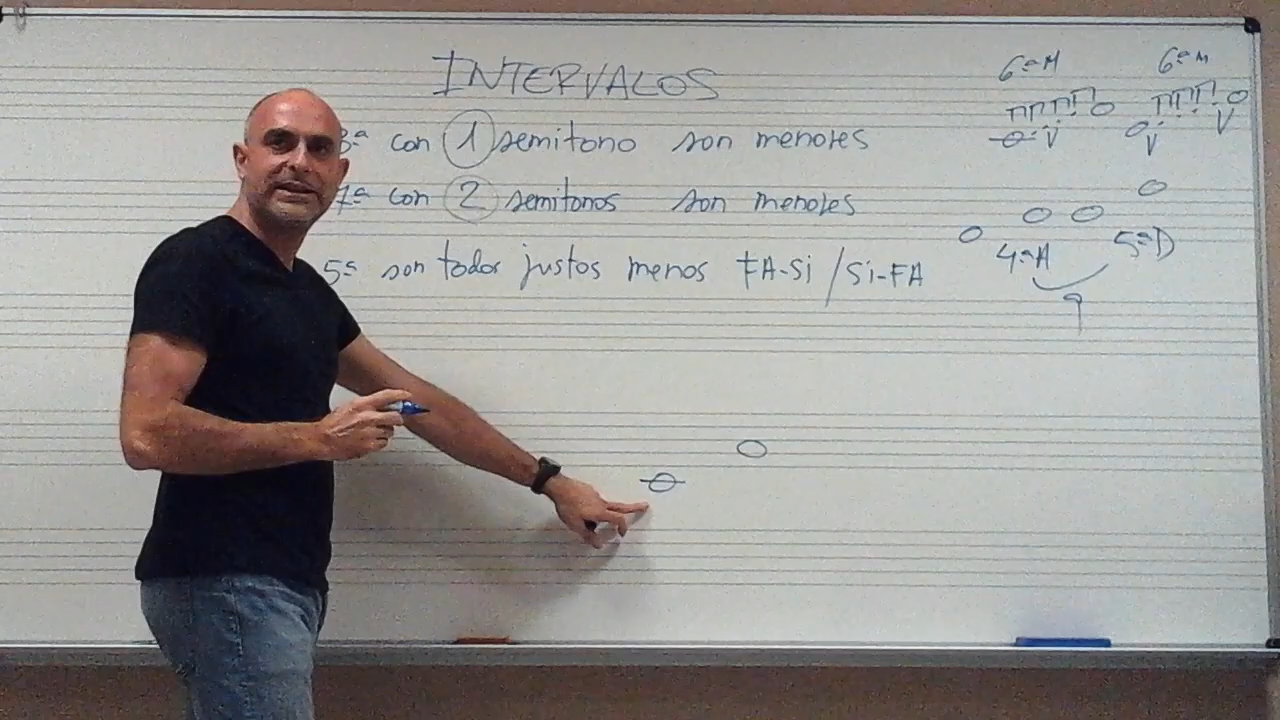 INTERVALOS
3ª con 1 semitono son menores
7ª con 2 semitonos son menores
5ª son todos justos menos FA-Si / Si-FA
6ª M
6ª m
4ª A
5ª D